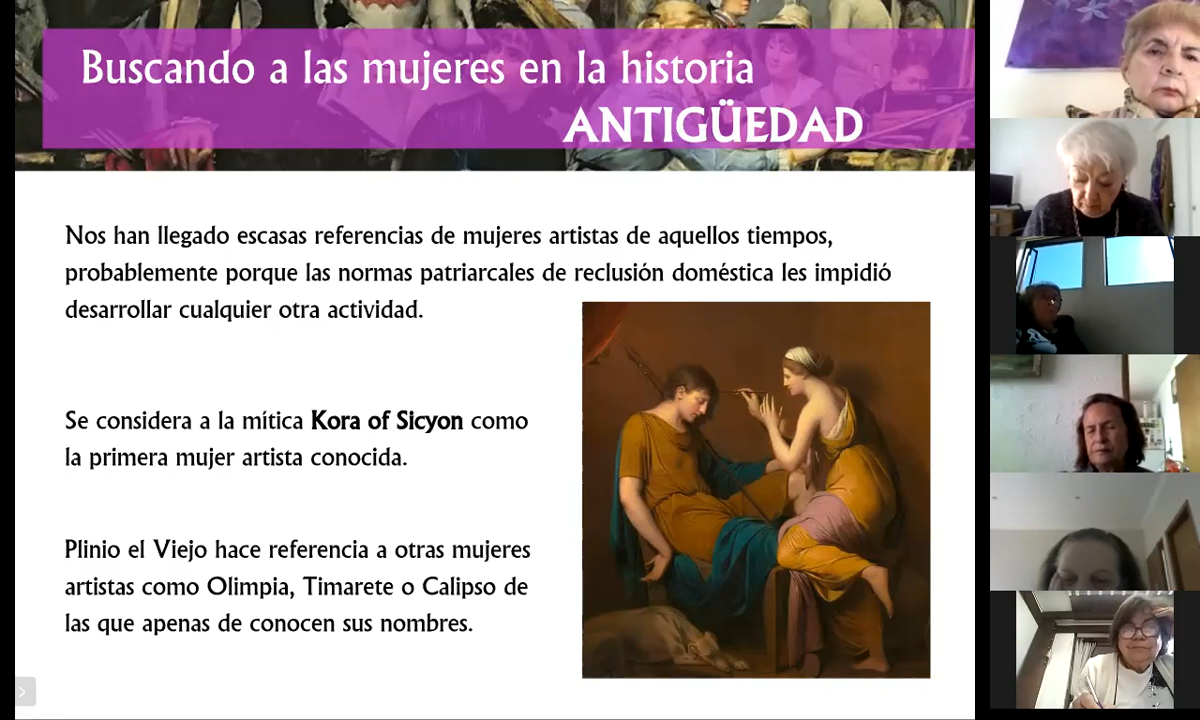 Buscando a las mujeres en la historia
ANTIGÜEDAD
Nos han llegado escasas referencias de mujeres artistas de aquellos tiempos,
probablemente porque las normas patriarcales de reclusión doméstica les impidió
desarrollar cualquier otra actividad.
Se considera a la mítica Kora of Sicyon como
la primera mujer artista conocida.
Plinio el Viejo hace referencia a otras mujeres
artistas como Olimpia, Timarete o Calipso de
las que apenas de conocen sus nombres.